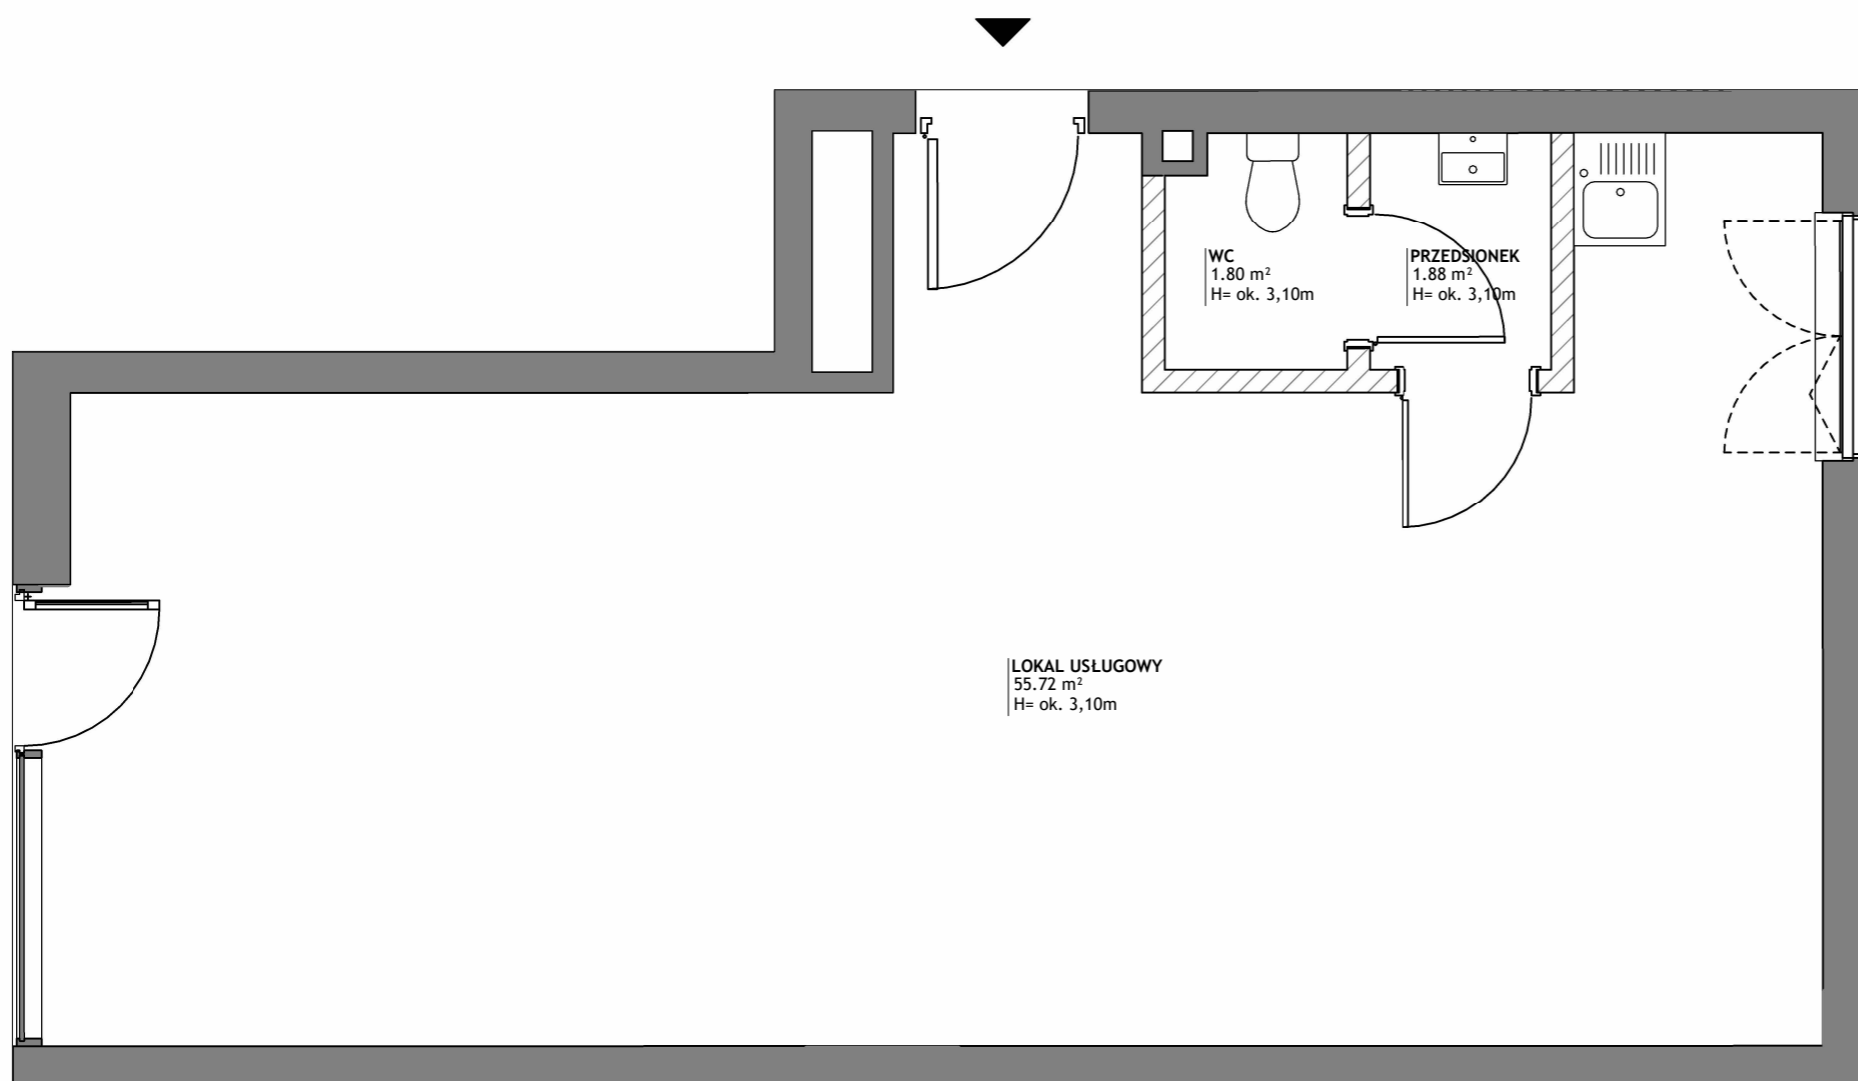 WC
1.80 m²
H= ok. 3,10m
PRZEDSIONEK
1.88 m²
H= ok. 3,10m
LOKAL USŁUGOWY
55.72 m²
H= ok. 3,10m